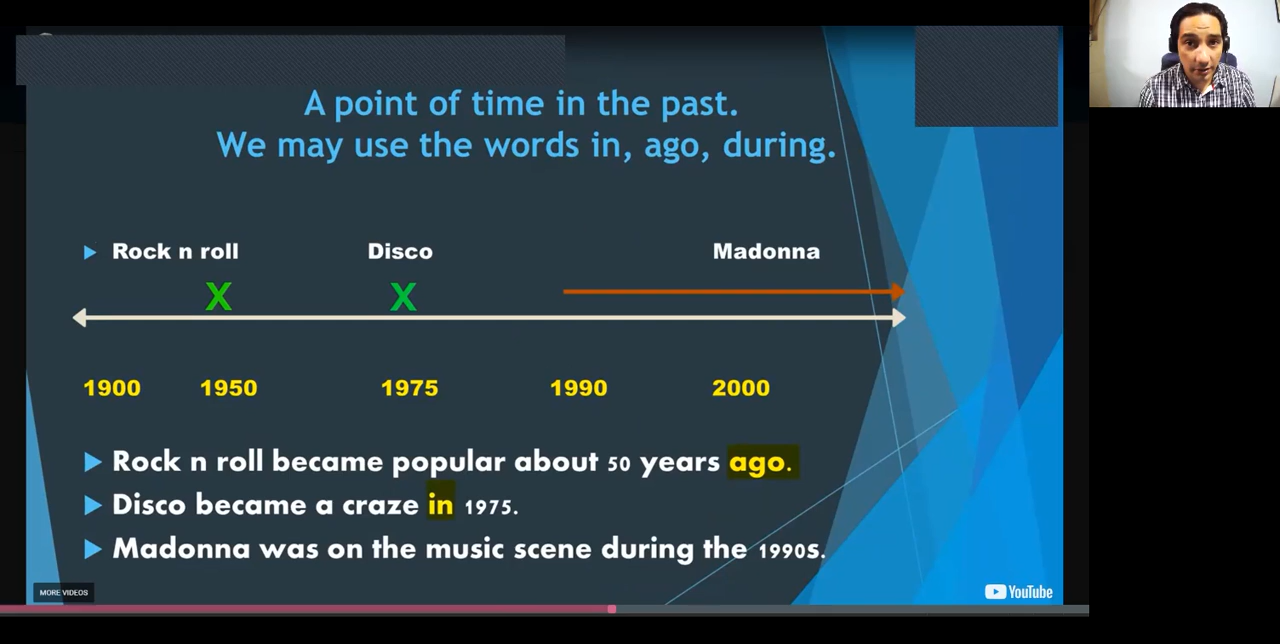 A point of time in the past.
We may use the words in, ago, during.
Rock n roll Disco Madonna
X X
1900 1950 1975 1990 2000
Rock n roll became popular about 50 years ago.
Disco became a craze in 1975.
Madonna was on the music scene during the 1990s.
MORE VIDEOS
YouTube